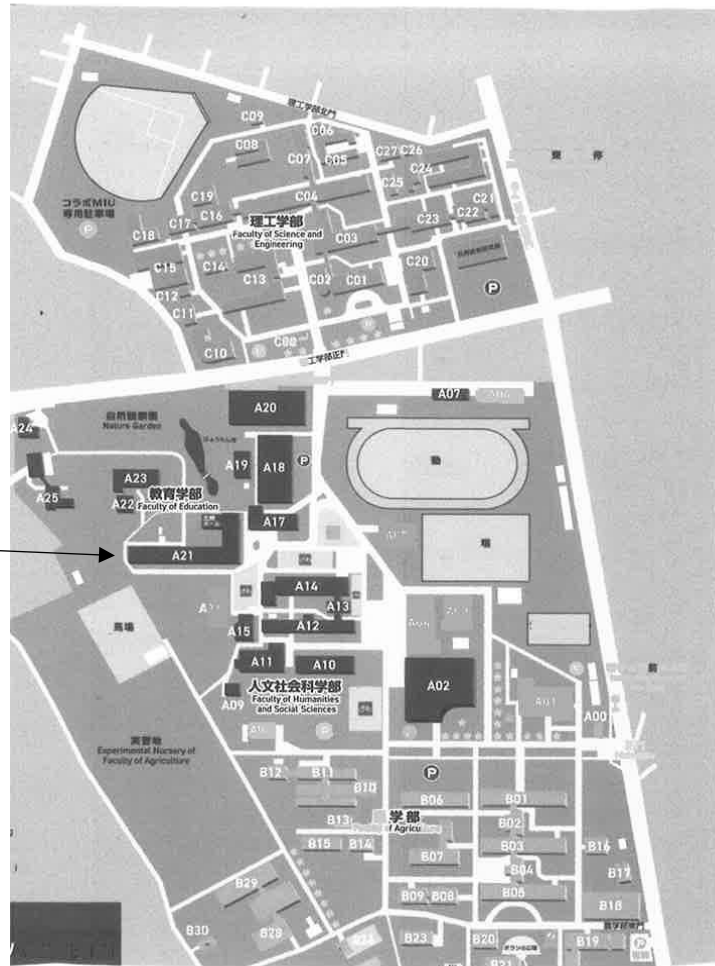 理工学部北門
C09
C06
C08
C07
C05
C27
C26
C24
C25
コラボMIU
専用駐車場
P
C19
C04
C18
C17
C16
理工学部
Faculty of Science and
Engineering
C03
C23
C22
C21
C15
C14
C13
C02
C01
C20
C12
C11
P
C10
工学部正門
A07
自然観察園
Nature Garden
A20
A24
A19
A18
P
A23
教育学部
Faculty of Education
A25
A22
A17
A21
A14
A13
馬場
A15
A12
A11
A10
A02
人文社会科学部
Faculty of Humanities
and Social Sciences
A09
A01
A00
実習地
Experimental Nursery of
Faculty of Agriculture
P
B12
B11
B10
P
B06
B01
B13
学部
B02
B15
B14
B03
B16
B07
B04
B17
B29
B09
B08
B05
B18
B30
B28
B23
B20
B19